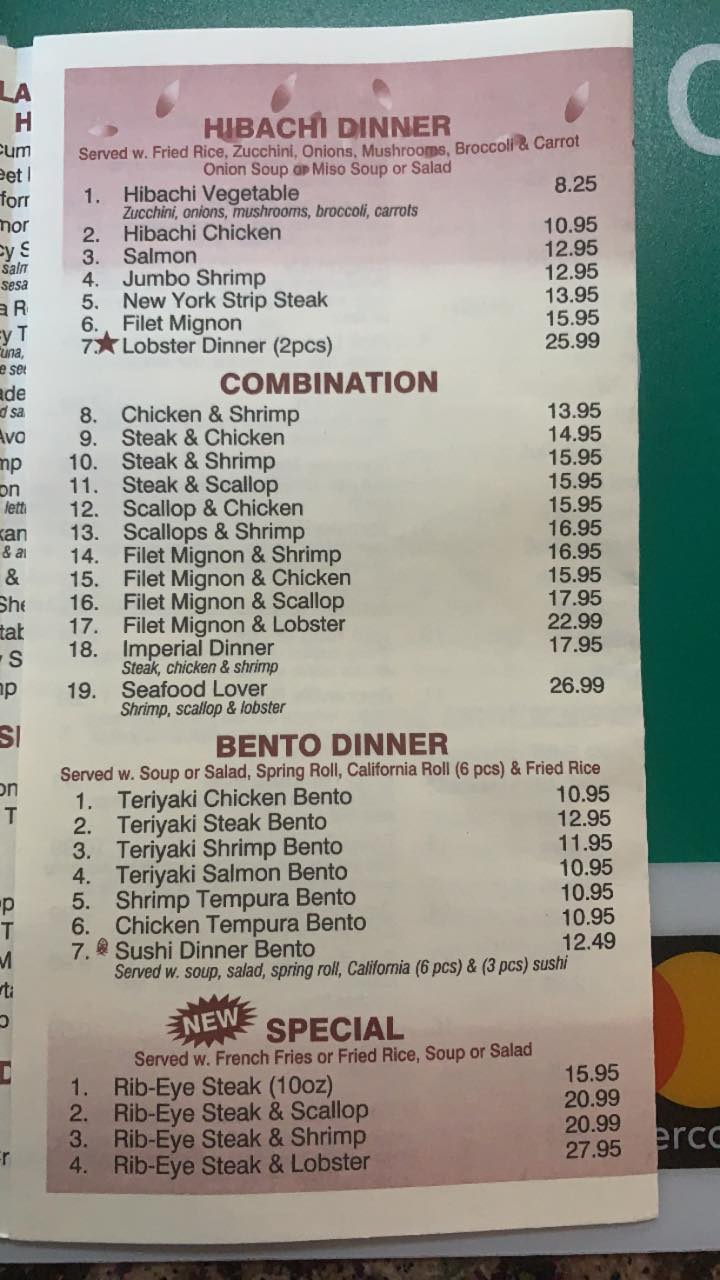 HIBACHI DINNER
Served w. Fried Rice, Zucchini, Onions, Mushrooms, Broccoli & Carrot
Onion Soup or Miso Soup or Salad
1. Hibachi Vegetable 8.25
Zucchini, onions, mushrooms, broccoli, carrots
2. Hibachi Chicken 10.95
3. Salmon 12.95
4. Jumbo Shrimp 12.95
5. New York Strip Steak 13.95
6. Filet Mignon 15.95
7. Lobster Dinner (2pcs) 25.99
COMBINATION
8. Chicken & Shrimp 13.95
9. Steak & Chicken 14.95
10. Steak & Shrimp 15.95
11. Steak & Scallop 15.95
12. Scallop & Chicken 15.95
13. Scallops & Shrimp 16.95
14. Filet Mignon & Shrimp 16.95
15. Filet Mignon & Chicken 15.95
16. Filet Mignon & Scallop 17.95
17. Filet Mignon & Lobster 22.99
18. Imperial Dinner 17.95
Steak, chicken & shrimp
19. Seafood Lover 26.99
Shrimp, scallop & lobster
BENTO DINNER
Served w. Soup or Salad, Spring Roll, California Roll (6 pcs) & Fried Rice
1. Teriyaki Chicken Bento 10.95
2. Teriyaki Steak Bento 12.95
3. Teriyaki Shrimp Bento 11.95
4. Teriyaki Salmon Bento 10.95
5. Shrimp Tempura Bento 10.95
6. Chicken Tempura Bento 10.95
7. Sushi Dinner Bento 12.49
Served w. soup, salad, spring roll, California (6 pcs) & (3 pcs) sushi
NEW SPECIAL
Served w. French Fries or Fried Rice, Soup or Salad
1. Rib-Eye Steak (10oz) 15.95
2. Rib-Eye Steak & Scallop 20.99
3. Rib-Eye Steak & Shrimp 20.99
4. Rib-Eye Steak & Lobster 27.95